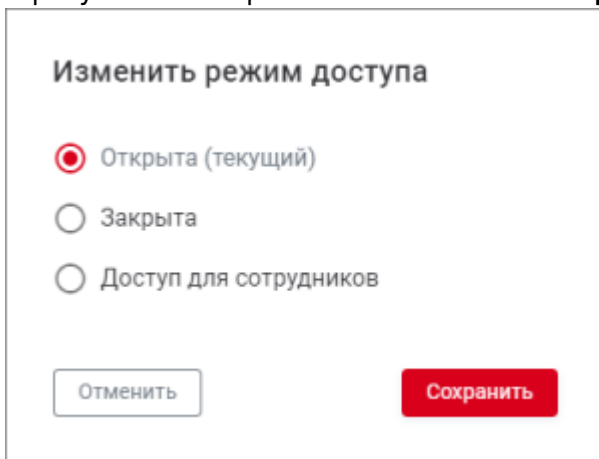 Изменить режим доступа
Открыта (текущий)
Закрыта
Доступ для сотрудников
Отменить
Сохранить